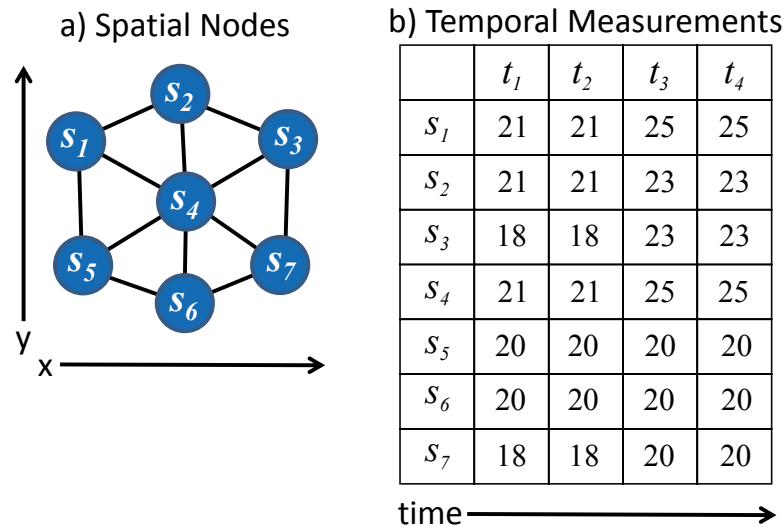 a) Spatial Nodes
s2
s1
s3
s4
s5
s7
s6
y
x
b) Temporal Measurements
t1 t2 t3 t4
s1 21 21 25 25
s2 21 21 23 23
s3 18 18 23 23
s4 21 21 25 25
s5 20 20 20 20
s6 20 20 20 20
s7 18 18 20 20
time